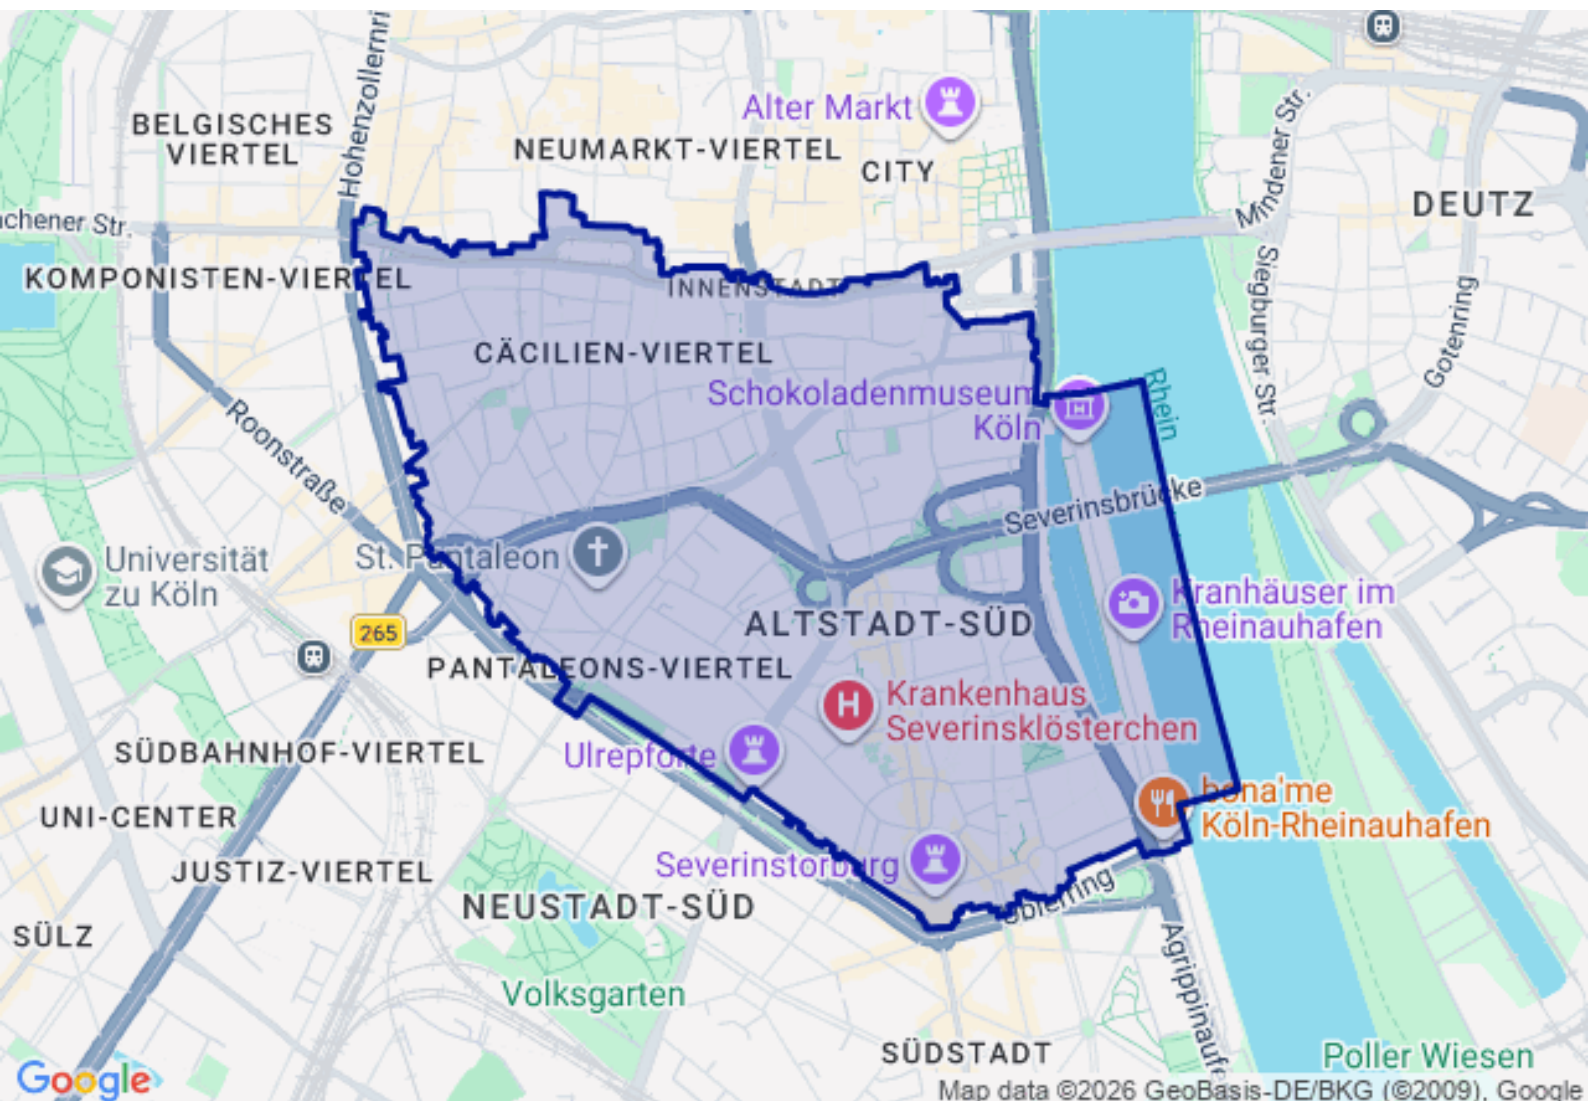 Hohenzollernri
BELGISCHES
VIERTEL
Alter Markt
NEUMARKT-VIERTEL
CITY
Mindener Str.
DEUTZ
achener Str.
KOMPONISTEN-VIERTEL
INNENSTADT
Siegburger Str.
Gotenring
CÄCILIEN-VIERTEL
Schokoladenmuseum
Köln
Rhein
Roonstraße
Severinsbrücke
Universität
zu Köln
St. Pantaleon
265
Kranhäuser im
Rheinauhafen
ALTSTADT-SÜD
PANTALEONS-VIERTEL
H
Krankenhaus
Severinsklösterchen
SÜDBAHNHOF-VIERTEL
Ulrepforte
bona'me
Köln-Rheinauhafen
UNI-CENTER
JUSTIZ-VIERTEL
Severinstorburg
NEUSTADT-SÜD
Ubierring
SÜLZ
Agrippinaufe
Volksgarten
SÜDSTADT
Poller Wiesen
Google
Map data ©2026 GeoBasis-DE/BKG (©2009), Google